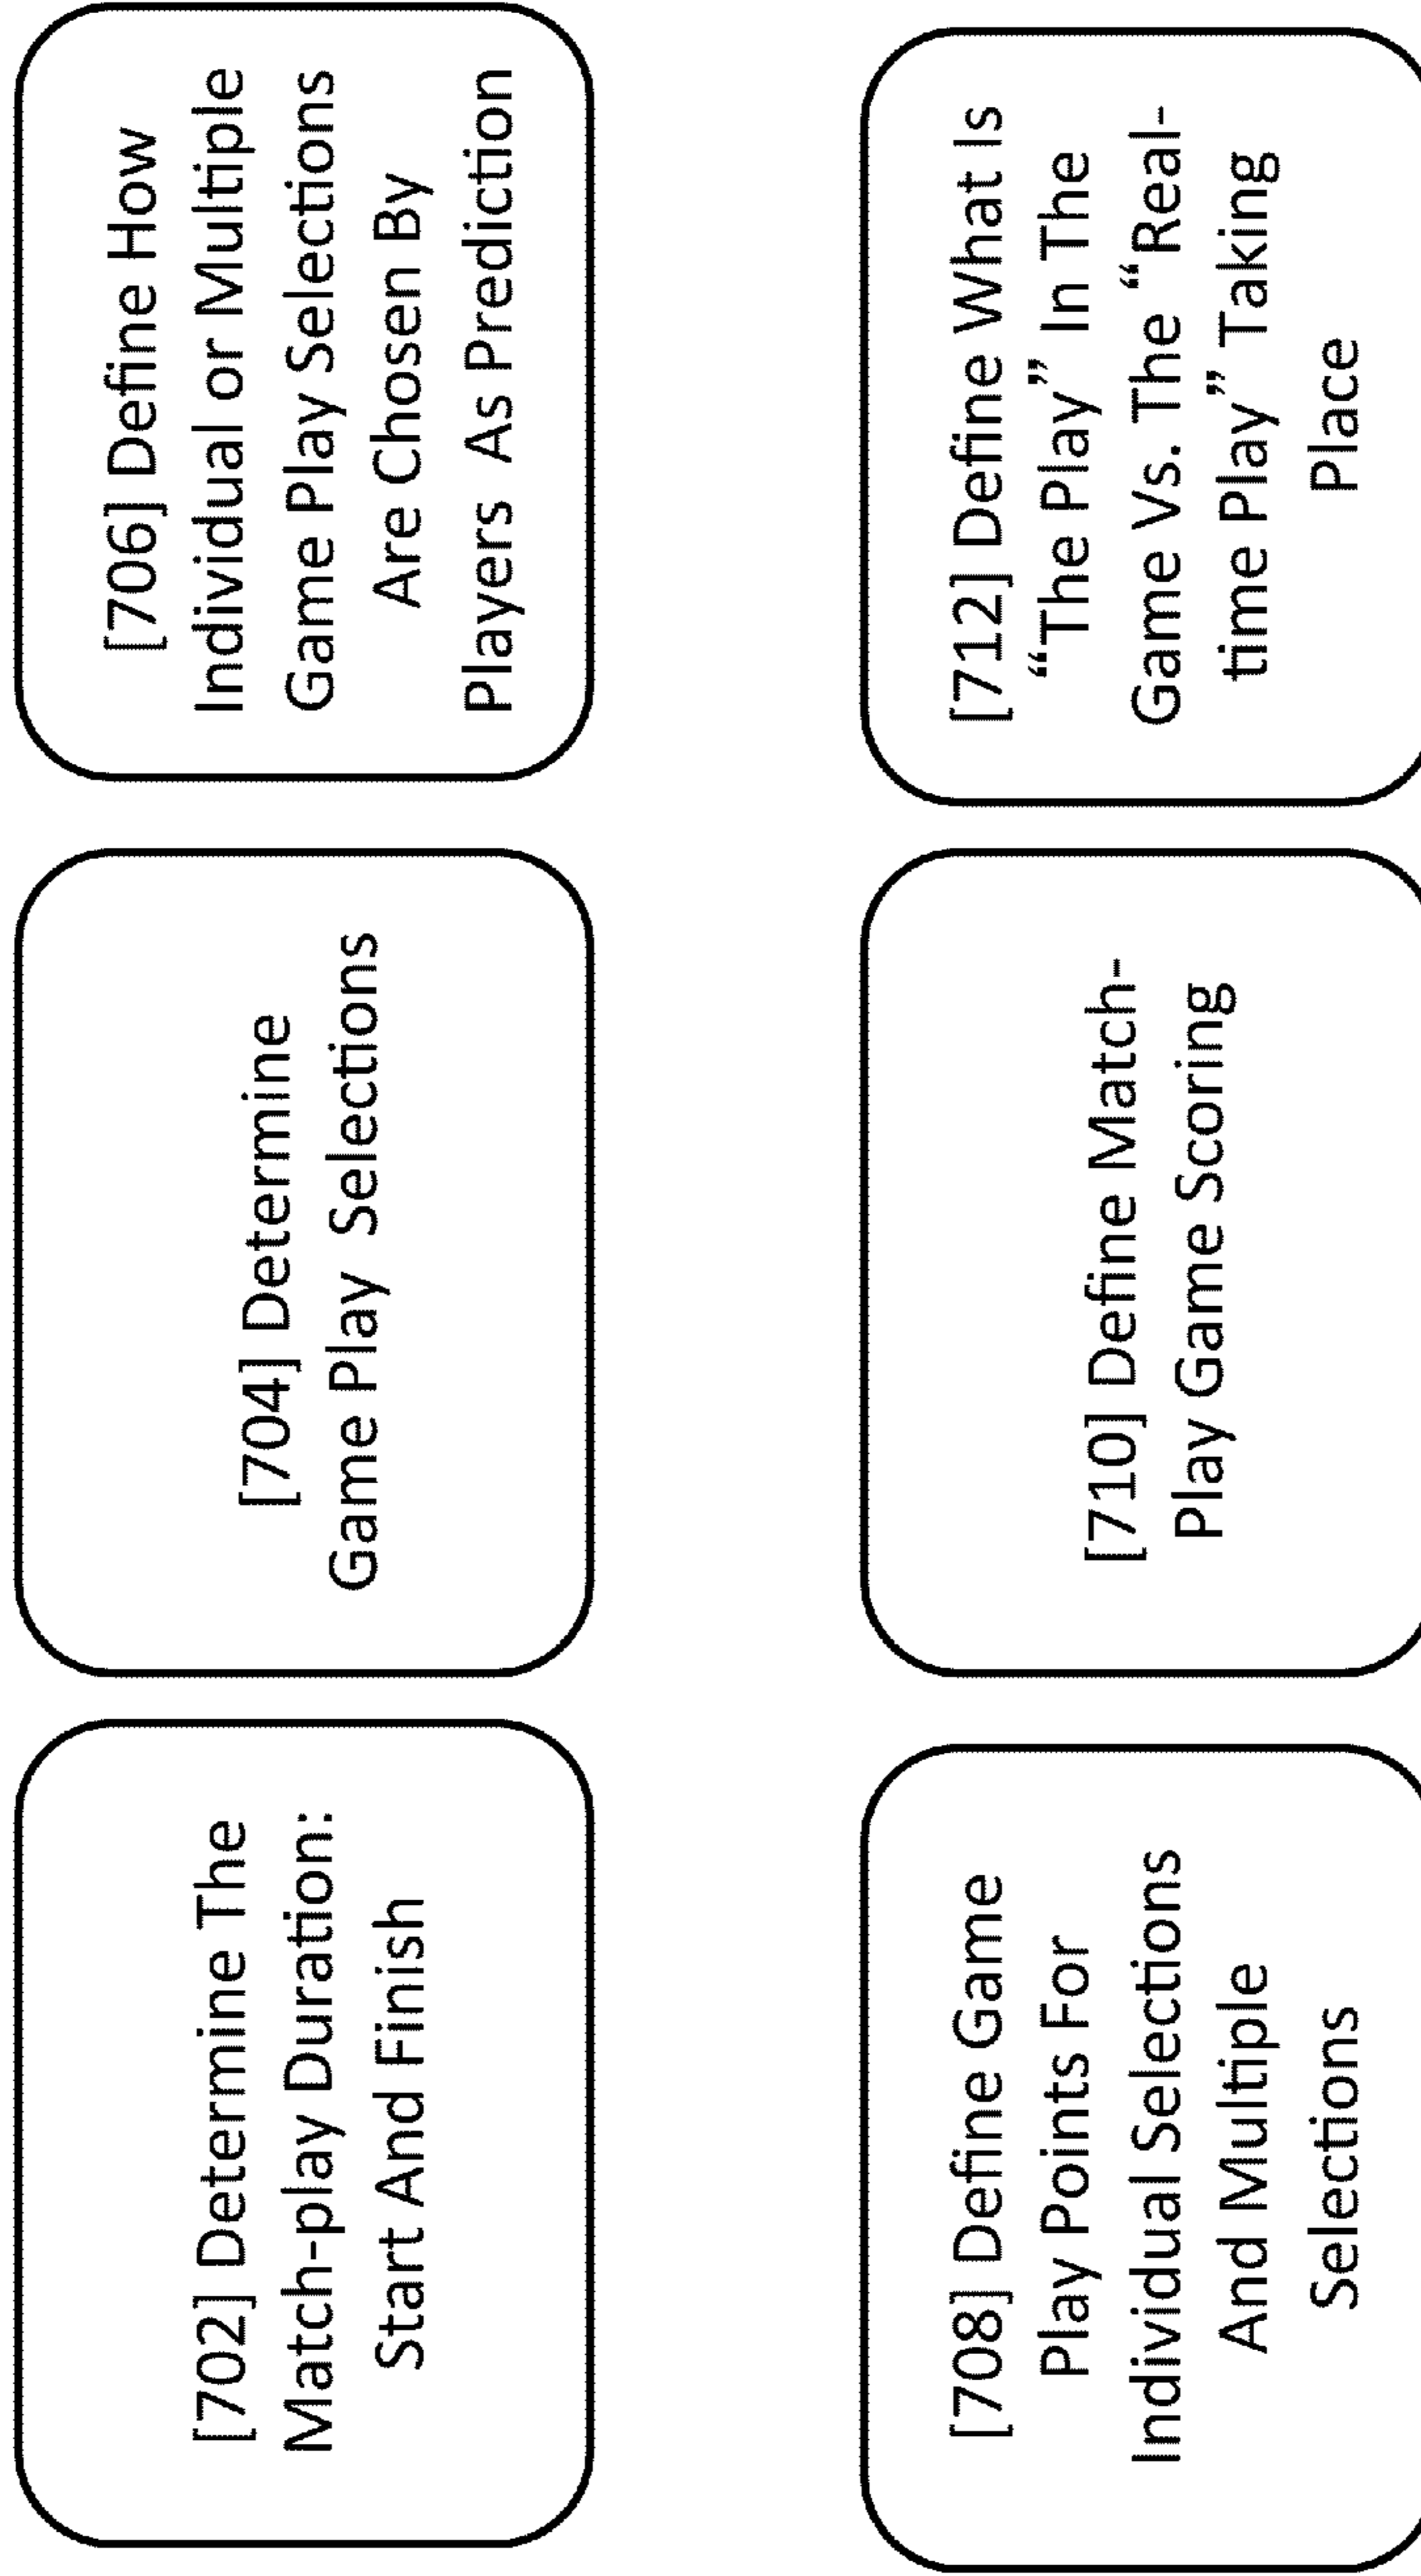 [702] Determine The
Match-play Duration:
Start And Finish
[704] Determine
Game Play Selections
[706] Define How
Individual or Multiple
Game Play Selections
Are Chosen By
Players As Prediction
[708] Define Game
Play Points For
Individual Selections
And Multiple
Selections
[710] Define Match-
Play Game Scoring
[712] Define What Is
“The Play” In The
Game Vs. The “Real-
time Play” Taking
Place